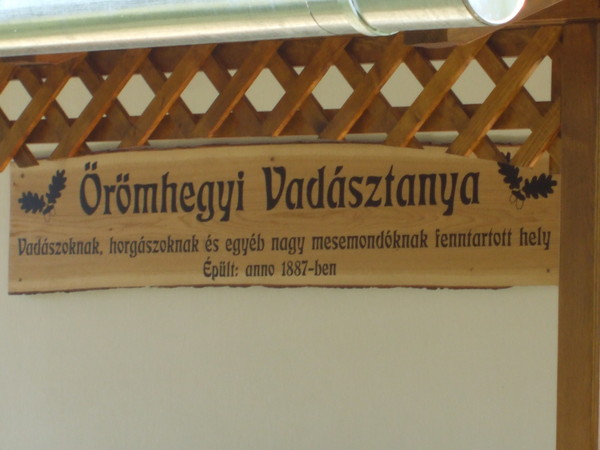 Örömhegyi Vadásztanya
Vadászoknak, horgászoknak és egyéb nagy mesemondóknak fenntartott hely
Épült: anno 1887-ben